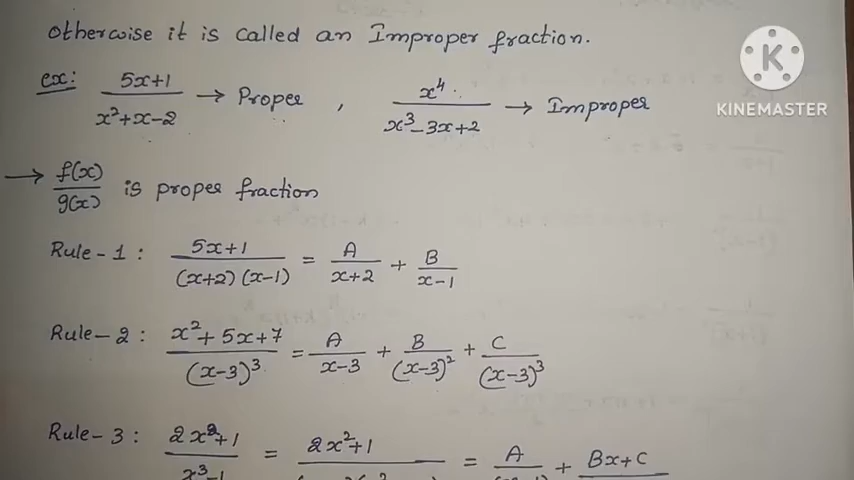 otherwise it is called an Improper fraction.
K
KINEMASTER
ex: 5x+1 / x²+x-2 → Proper , x⁴. / x³-3x+2 → Improper
→ f(x) / g(x) is proper fraction
Rule-1: 5x+1 / (x+2)(x-1) = A / x+2 + B / x-1
Rule-2: x²+5x+7 / (x-3)³ = A / x-3 + B / (x-3)² + C / (x-3)³
Rule-3: 2x²+1 / x³-1 = 2x²+1 = A + Bx+C